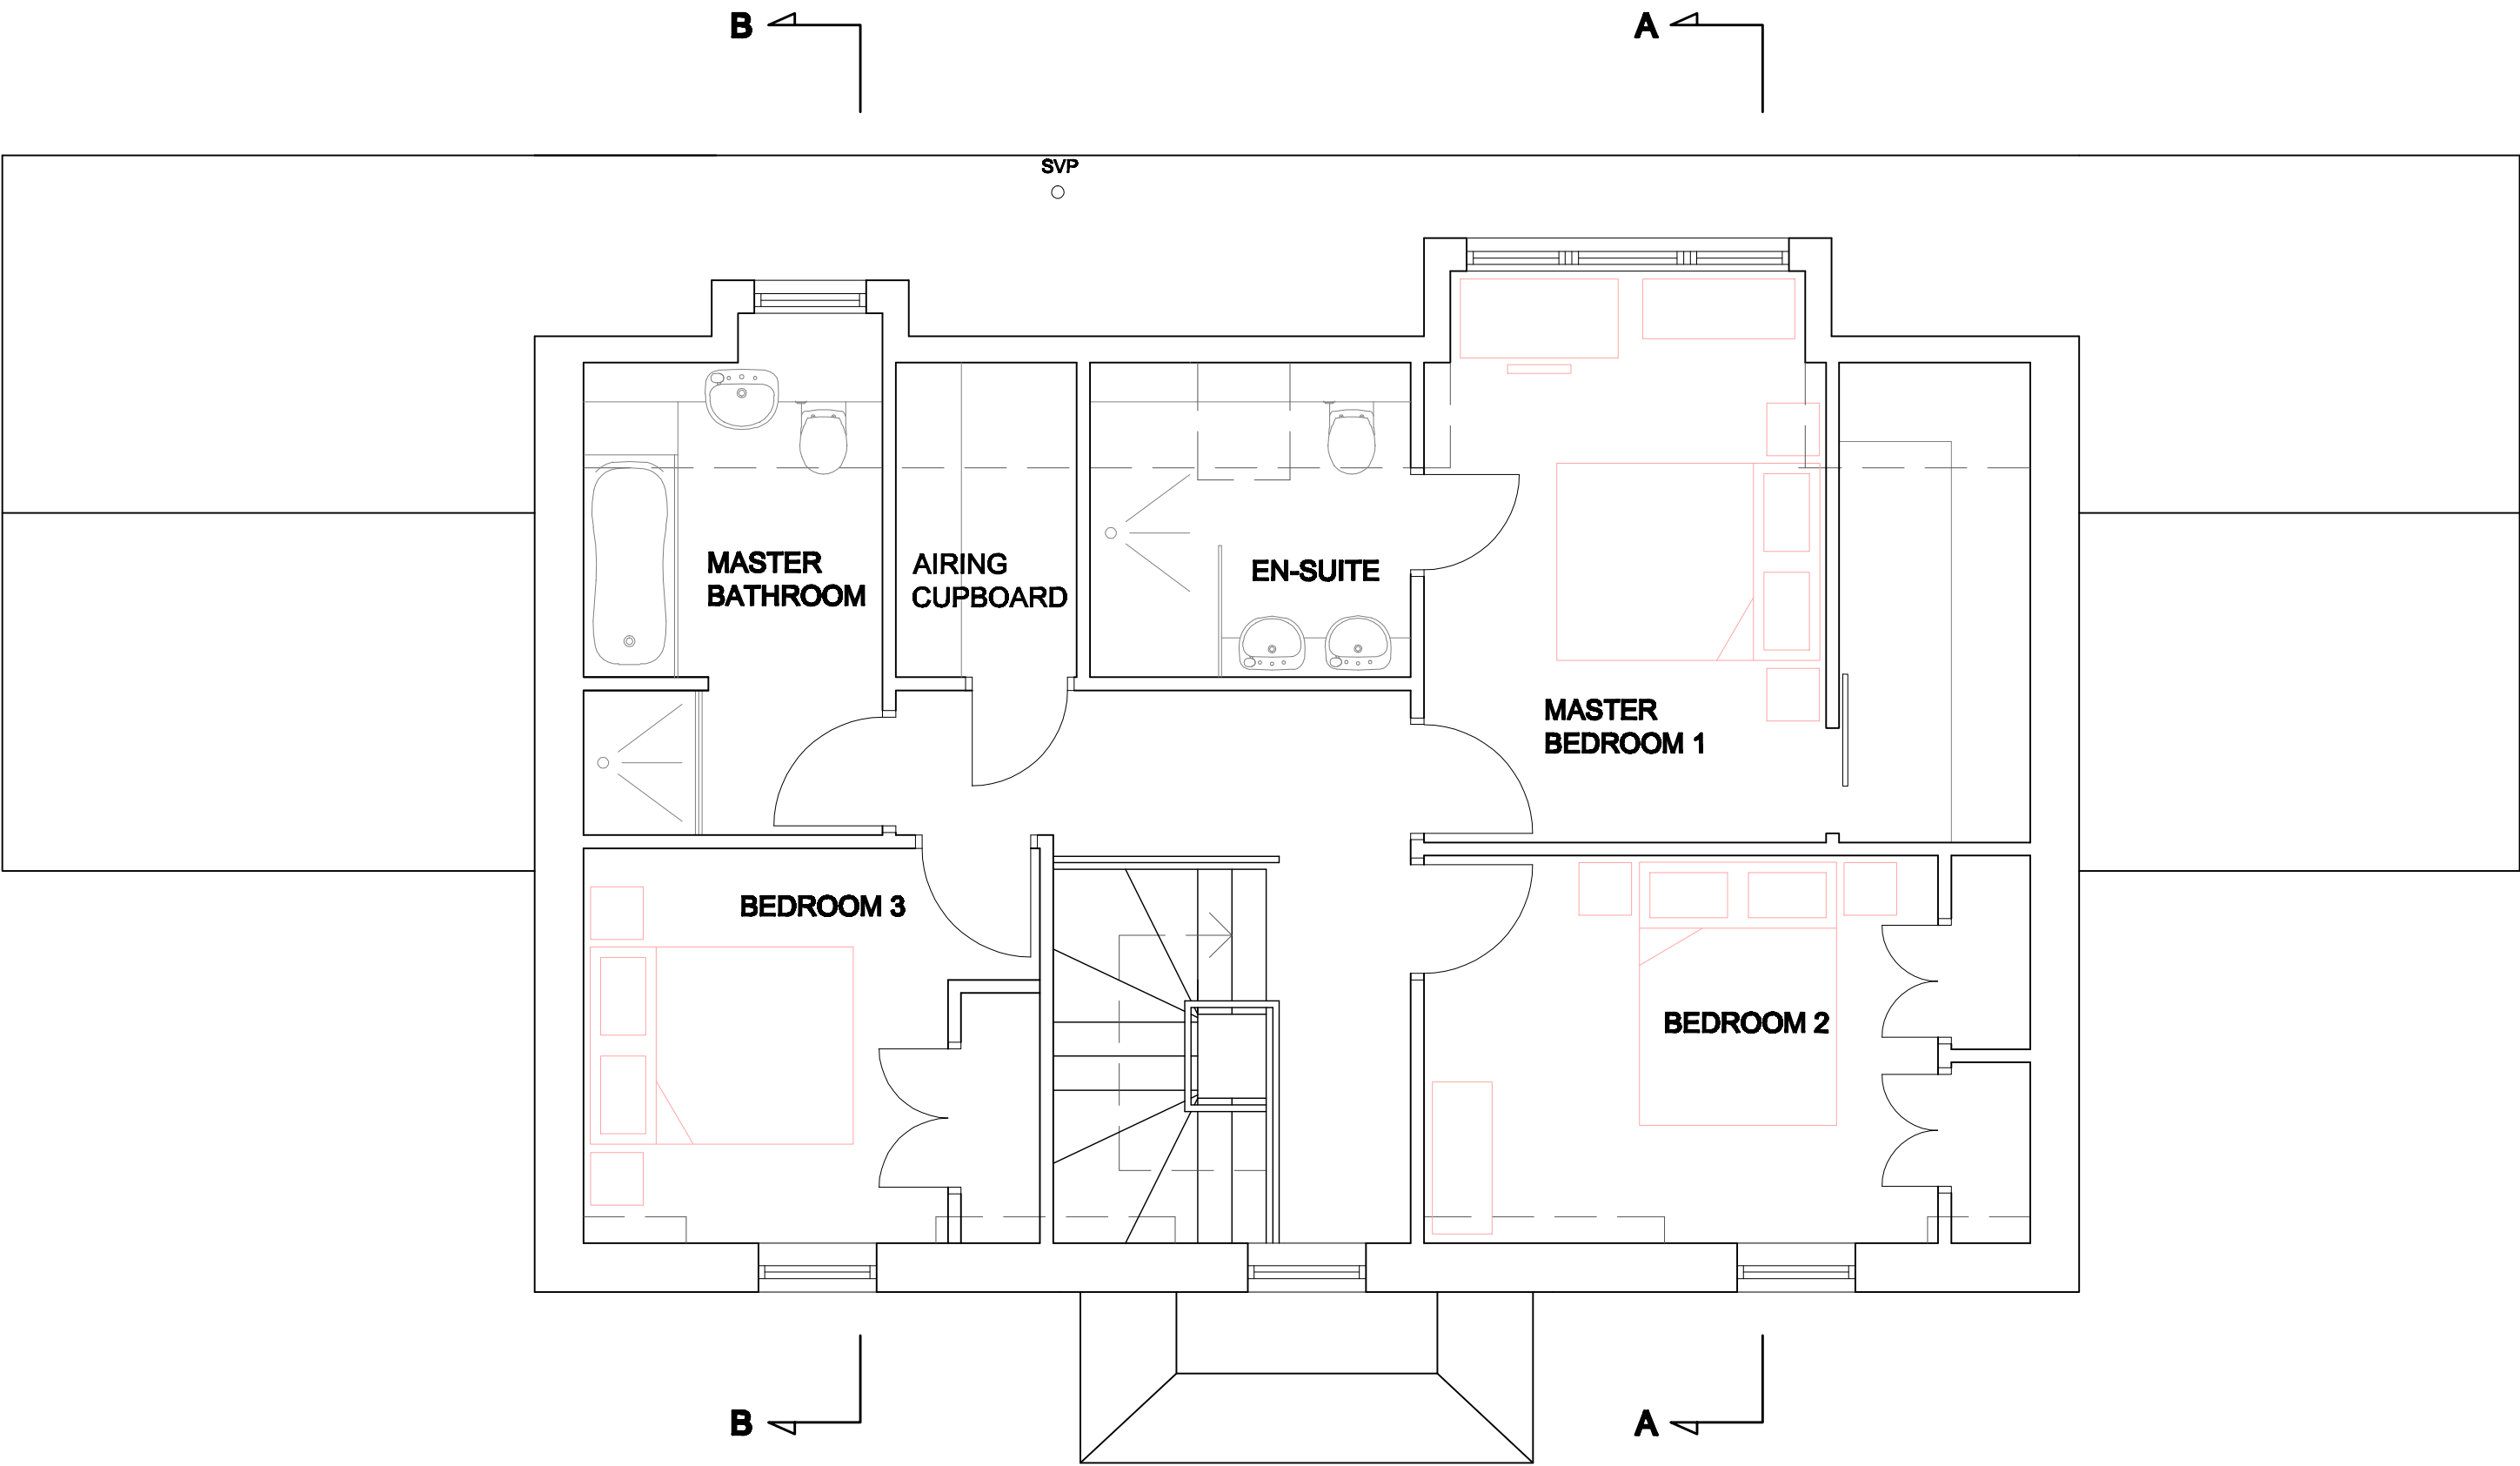 B
A
SVP
MASTER
BATHROOM
AIRING
CUPBOARD
EN-SUITE
MASTER
BEDROOM 1
BEDROOM 3
BEDROOM 2
B
A